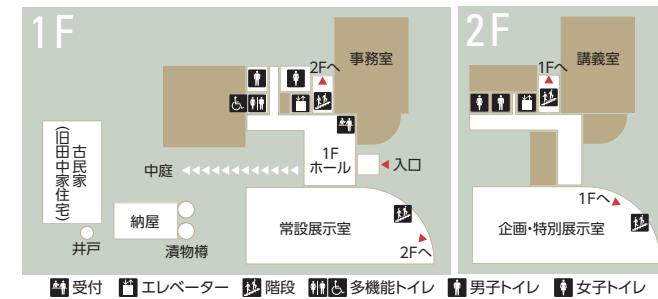 1F
2Fへ
事務室
1F
ホール
入口
中庭
古民家
(旧田中家住宅)
納屋
井戸
漬物樽
常設展示室
2Fへ
2F
1Fへ
講義室
1Fへ
企画・特別展示室
受付 エレベーター 階段 多機能トイレ 男子トイレ 女子トイレ